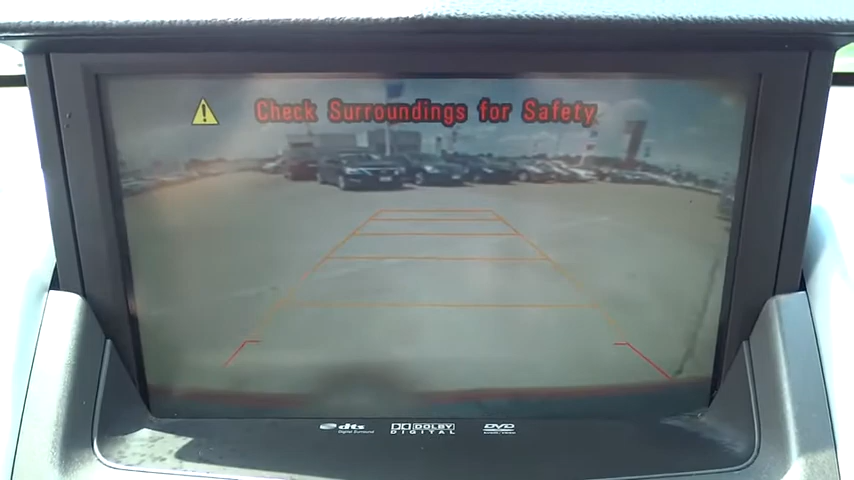 Check Surroundings for Safety
dts
Digital Surround
DOLBY
DIGITAL
DVD